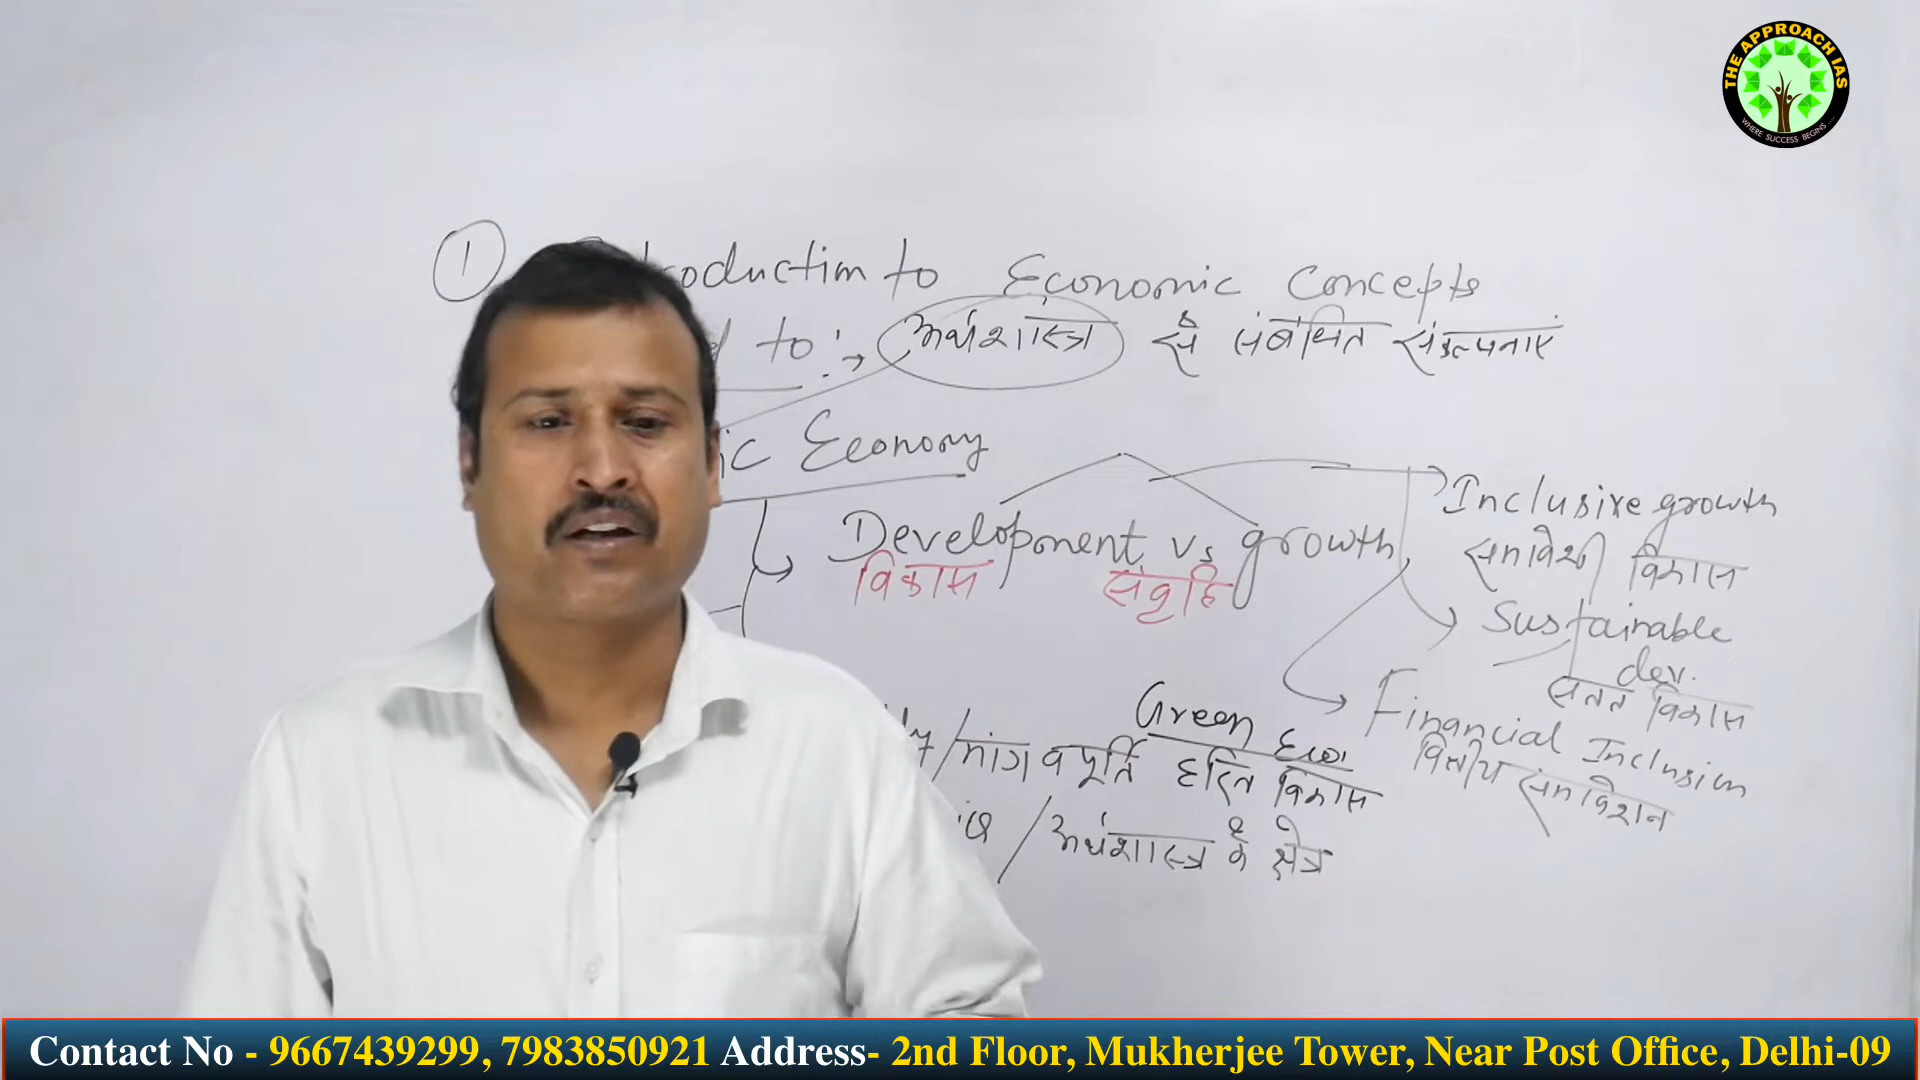 THE APPROACH IAS
WHERE SUCCESS BEGINS ...
1
to Economic Concepts
to : → अर्थशास्त्र से संबंधित संकल्पनाएं
Economy
Development Vs growth
विकास संवृद्धि
Inclusive growth
समावेशी विकास
Sustainable
dev.
सतत विकास
Financial Inclusion
वित्तीय समावेशन
Green Eco.
/ मांग व पूर्ति हरित विकास
/ अर्थशास्त्र के क्षेत्र
Contact No - 9667439299, 7983850921 Address- 2nd Floor, Mukherjee Tower, Near Post Office, Delhi-09